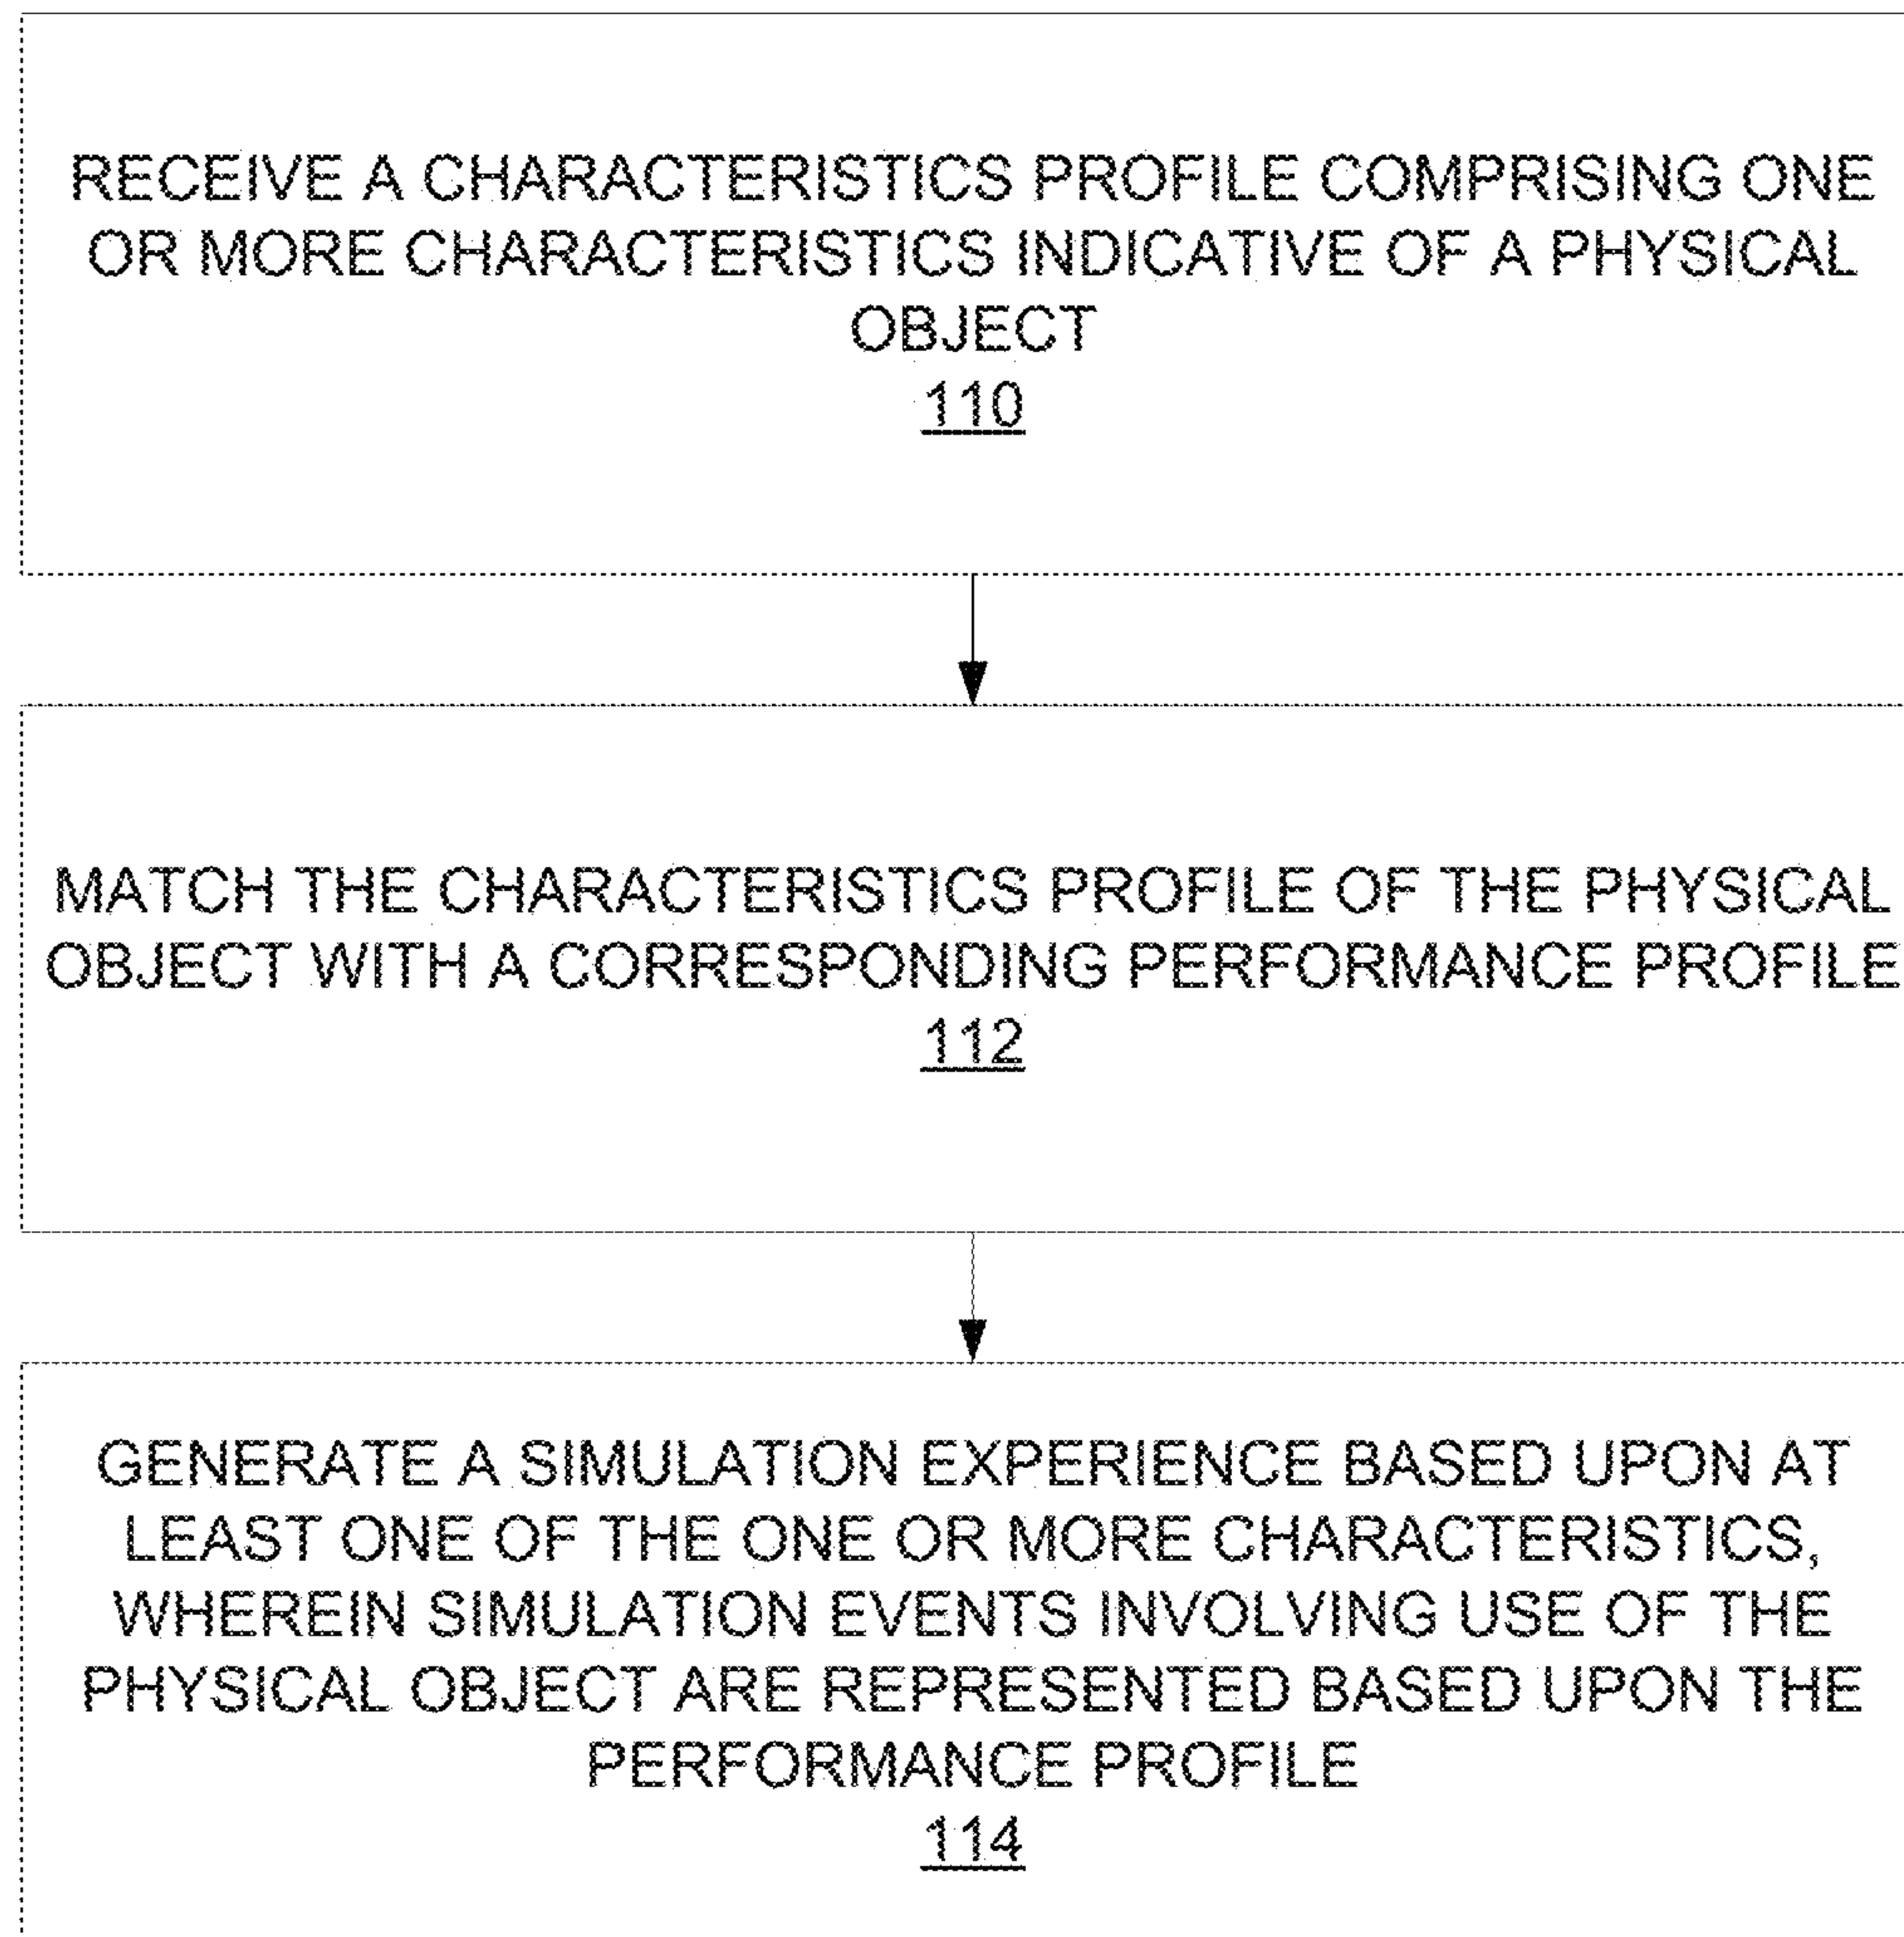 RECEIVE A CHARACTERISTICS PROFILE COMPRISING ONE
OR MORE CHARACTERISTICS INDICATIVE OF A PHYSICAL
OBJECT
110
MATCH THE CHARACTERISTICS PROFILE OF THE PHYSICAL
OBJECT WITH A CORRESPONDING PERFORMANCE PROFILE
112
GENERATE A SIMULATION EXPERIENCE BASED UPON AT
LEAST ONE OF THE ONE OR MORE CHARACTERISTICS,
WHEREIN SIMULATION EVENTS INVOLVING USE OF THE
PHYSICAL OBJECT ARE REPRESENTED BASED UPON THE
PERFORMANCE PROFILE
114